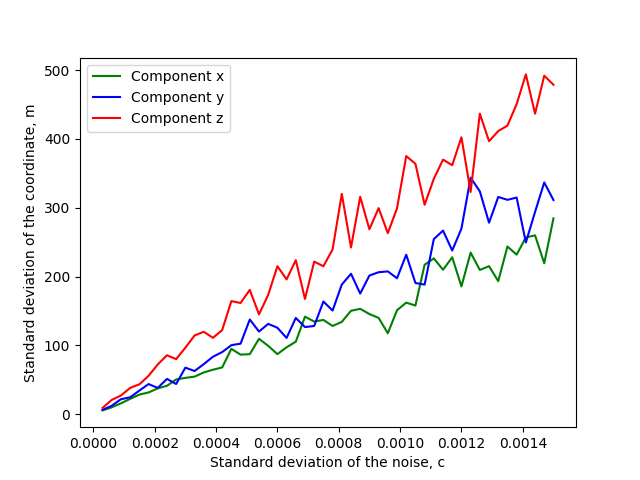 Component x
Component y
Component z
500
400
300
200
100
0
Standard deviation of the coordinate, m
0.0000
0.0002
0.0004
0.0006
0.0008
0.0010
0.0012
0.0014
Standard deviation of the noise, c